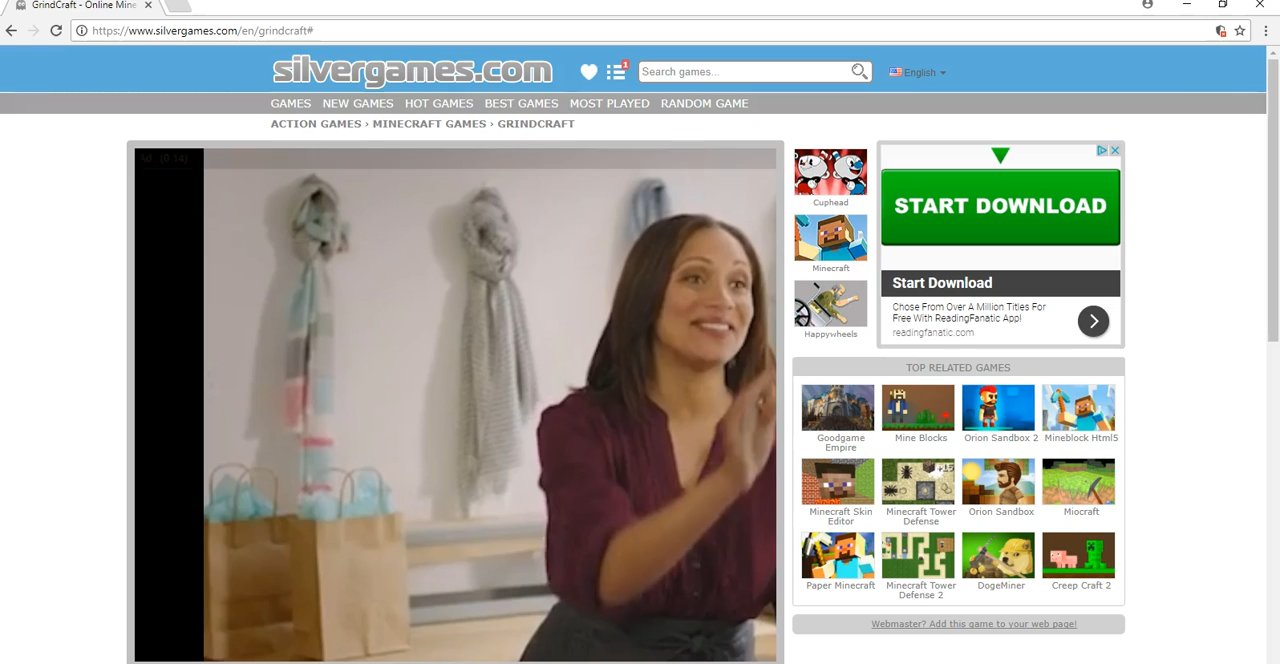 GrindCraft - Online Mine
https://www.silvergames.com/en/grindcraft#
silvergames.com
1
Search games...
English
GAMES NEW GAMES HOT GAMES BEST GAMES MOST PLAYED RANDOM GAME
ACTION GAMES › MINECRAFT GAMES › GRINDCRAFT
Ad (0:14)
Cuphead
Minecraft
Happywheels
START DOWNLOAD
Start Download
Chose From Over A Million Titles For
Free With ReadingFanatic App!
readingfanatic.com
TOP RELATED GAMES
Goodgame
Empire
Mine Blocks
Orion Sandbox 2
Mineblock Html5
Minecraft Skin
Editor
Minecraft Tower
Defense
Orion Sandbox
Miocraft
Paper Minecraft
Minecraft Tower
Defense 2
DogeMiner
Creep Craft 2
Webmaster? Add this game to your web page!